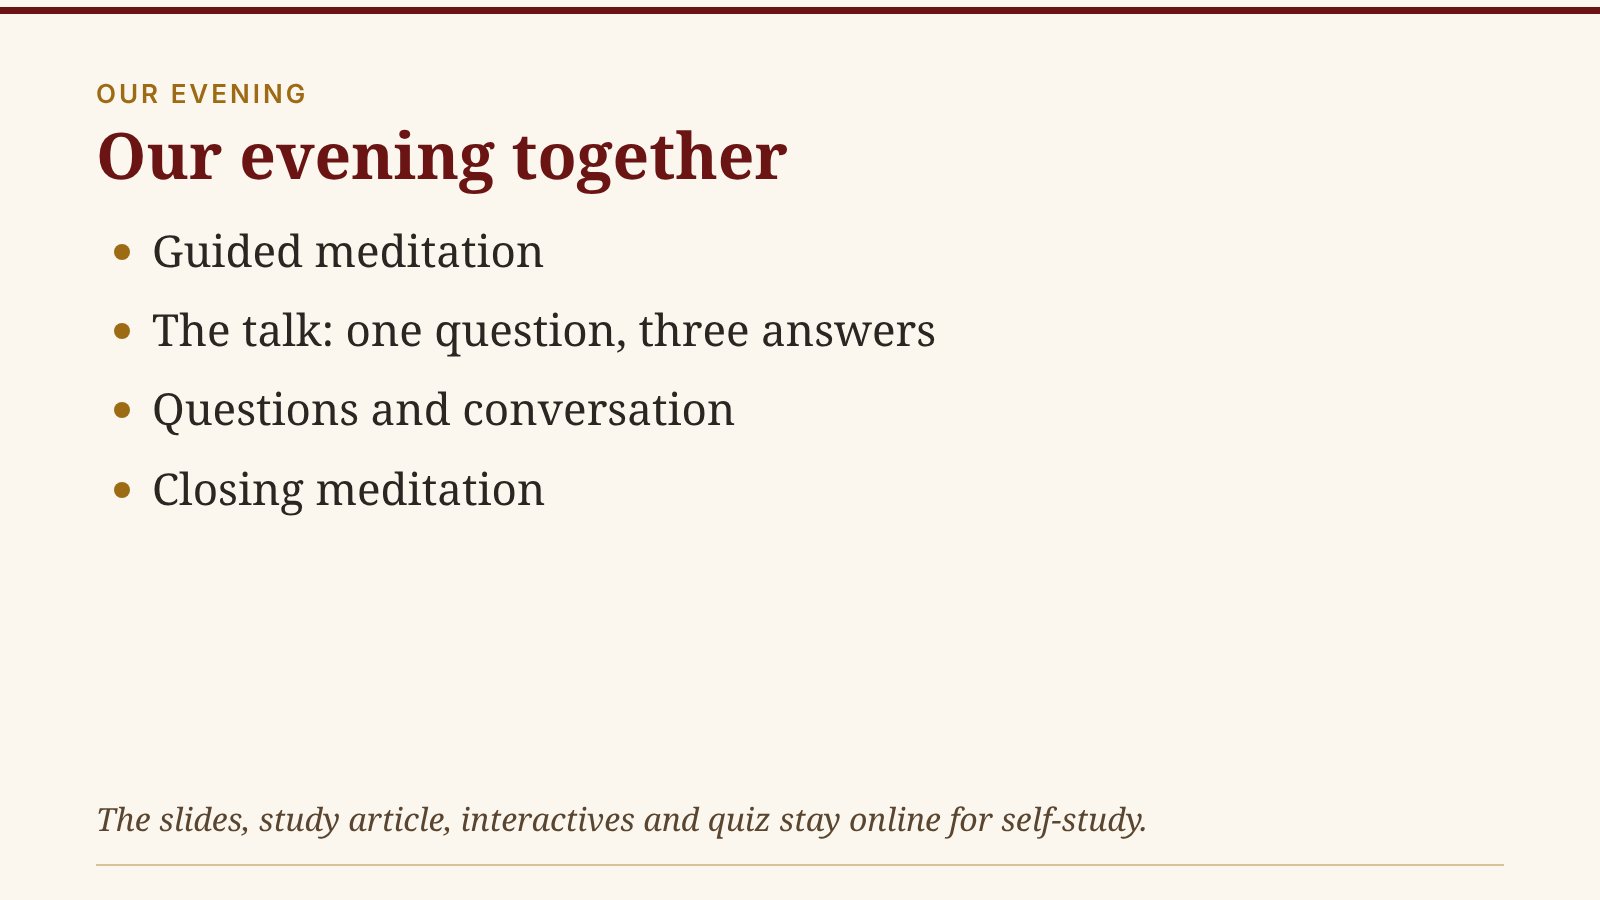 OUR EVENING
Our evening together
• Guided meditation
• The talk: one question, three answers
• Questions and conversation
• Closing meditation
The slides, study article, interactives and quiz stay online for self-study.